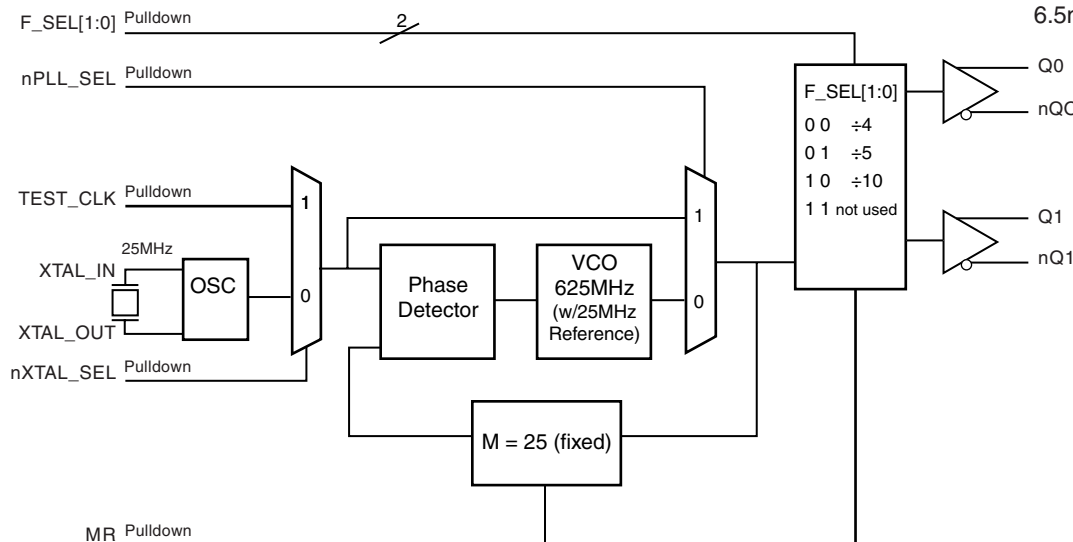 F_SEL[1:0] Pulldown
2
6.5
nPLL_SEL Pulldown
Q0
F_SEL[1:0]
0 0 ÷4
0 1 ÷5
1 0 ÷10
1 1 not used
TEST_CLK Pulldown
1
1
Q1
nQ1
25MHz
XTAL_IN
OSC
0
Phase
Detector
VCO
625MHz
(w/25MHz
Reference)
0
XTAL_OUT
nXTAL_SEL Pulldown
M = 25 (fixed)
MR Pulldown